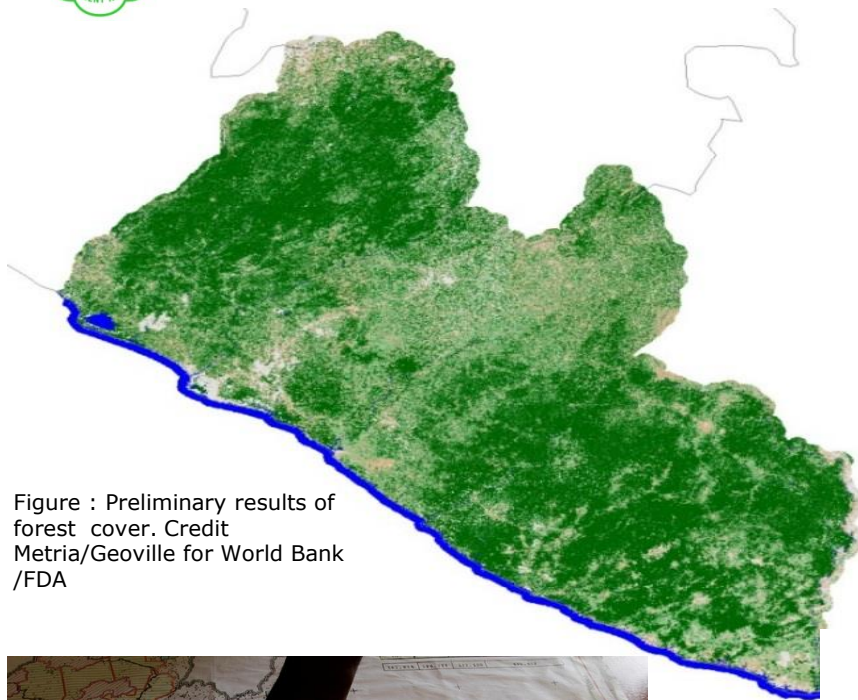 Figure : Preliminary results of
forest cover. Credit
Metria/Geoville for World Bank
/FDA